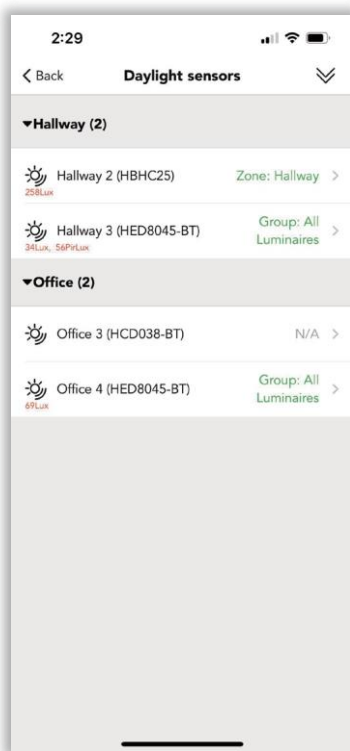 2:29
Back Daylight sensors
Hallway (2)
Hallway 2 (HBHC25) Zone: Hallway
258Lux
Hallway 3 (HED8045-BT) Group: All
Luminaires
34Lux, 56PirLux
Office (2)
Office 3 (HCD038-BT) N/A
Office 4 (HED8045-BT) Group: All
Luminaires
69Lux